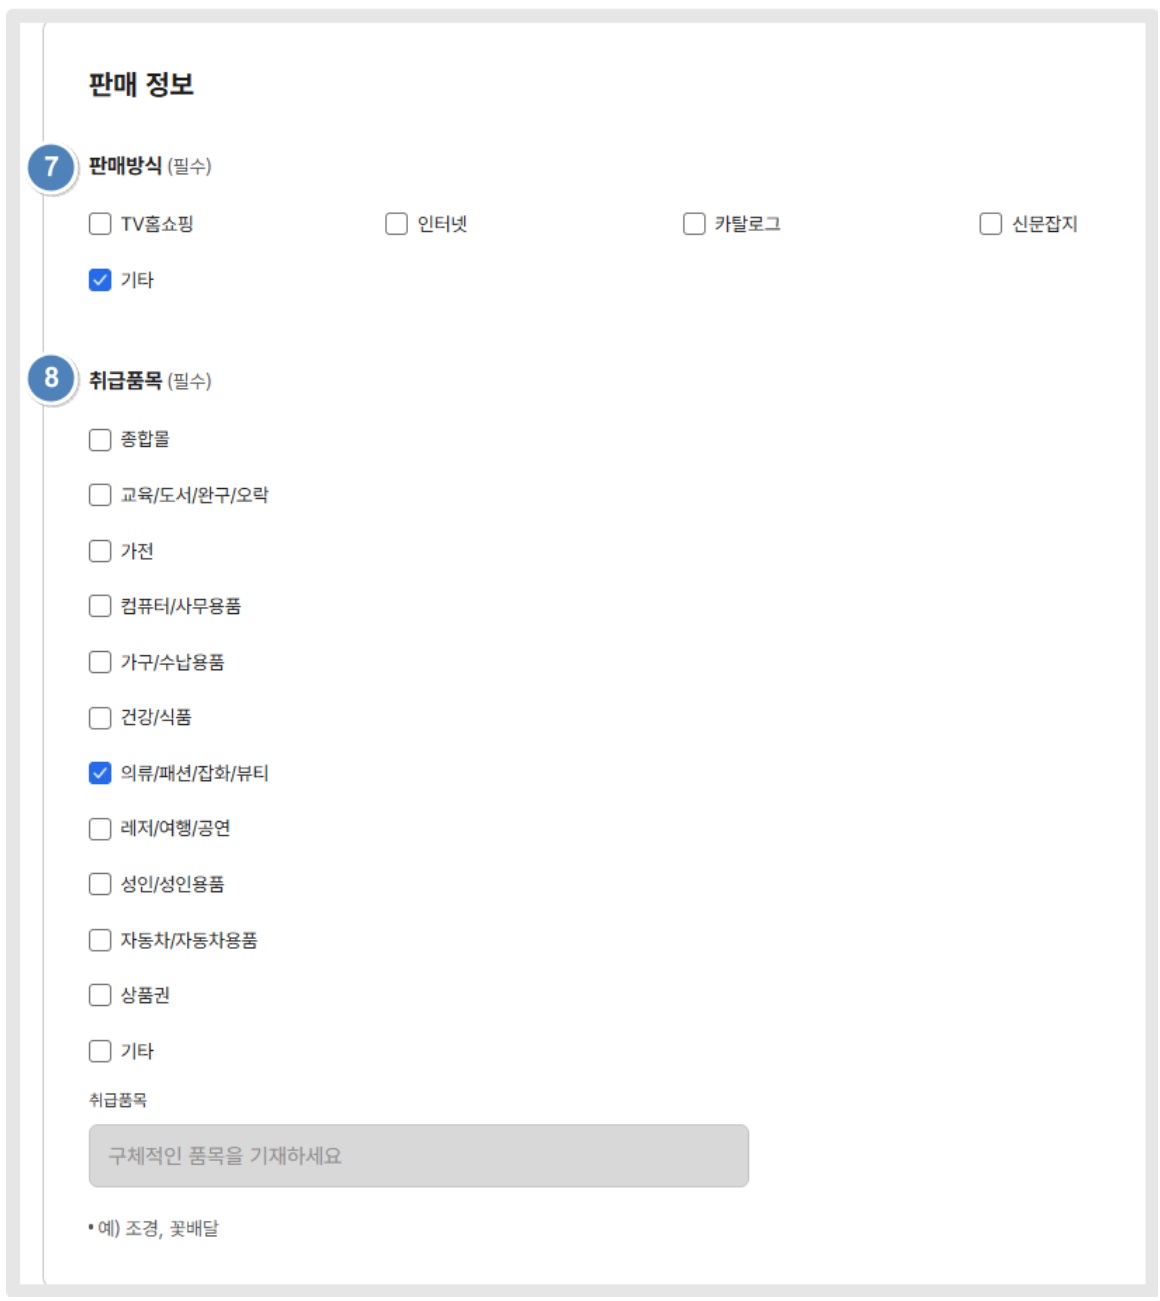 판매 정보
7 판매방식 (필수)
TV홈쇼핑 인터넷 카탈로그 신문잡지
기타
8 취급품목 (필수)
종합몰
교육/도서/완구/오락
가전
컴퓨터/사무용품
가구/수납용품
건강/식품
의류/패션/잡화/뷰티
레저/여행/공연
성인/성인용품
자동차/자동차용품
상품권
기타
취급품목
구체적인 품목을 기재하세요
• 예) 조경, 꽃배달